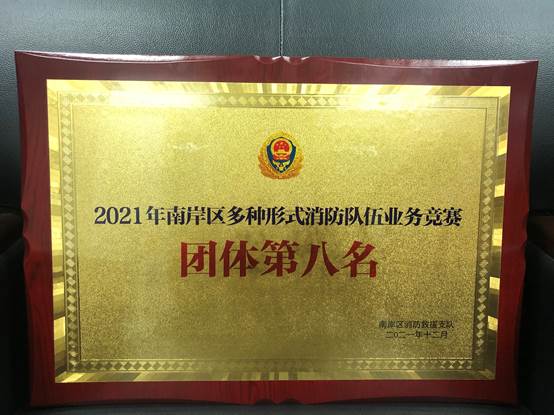 2021年南岸区多种形式消防队伍业务竞赛
团体第八名
南岸区消防救援支队
二〇二一年十二月